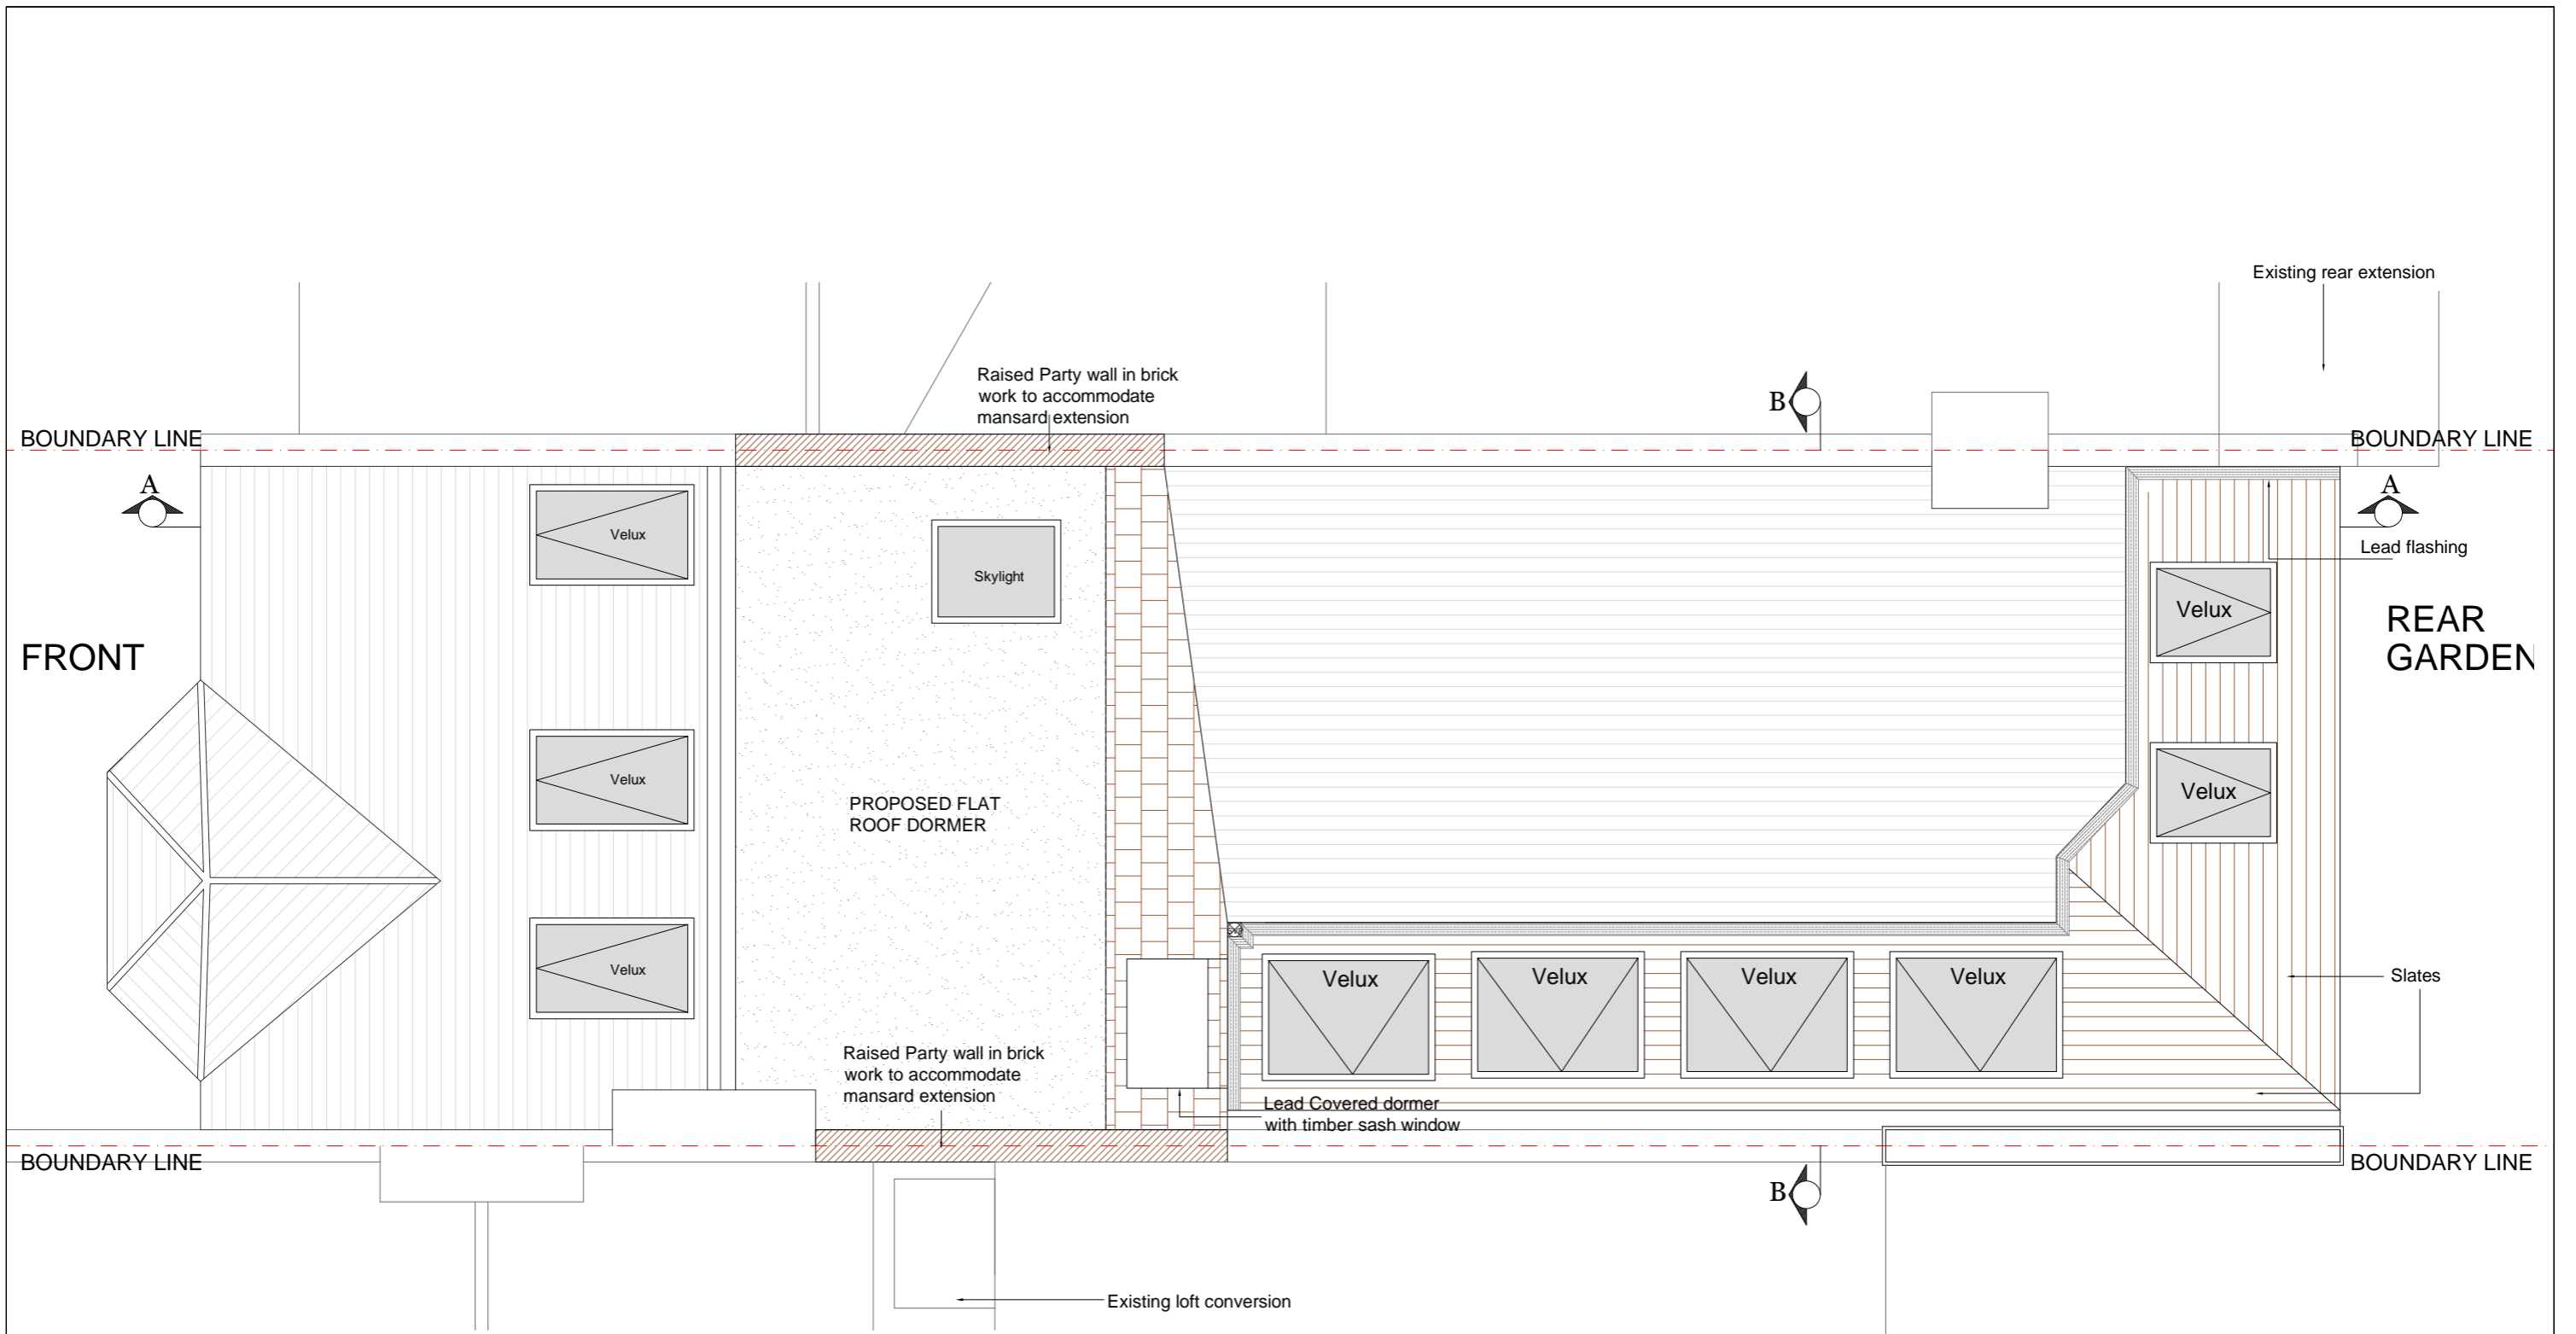 Existing rear extension
Raised Party wall in brick
work to accommodate
mansard extension
B
BOUNDARY LINE
BOUNDARY LINE
A
A
Velux
Lead flashing
Skylight
Velux
REAR
GARDEN
FRONT
Velux
Velux
PROPOSED FLAT
ROOF DORMER
Velux
Velux
Velux
Velux
Velux
Slates
Raised Party wall in brick
work to accommodate
mansard extension
Lead Covered dormer
with timber sash window
BOUNDARY LINE
BOUNDARY LINE
B
Existing loft conversion